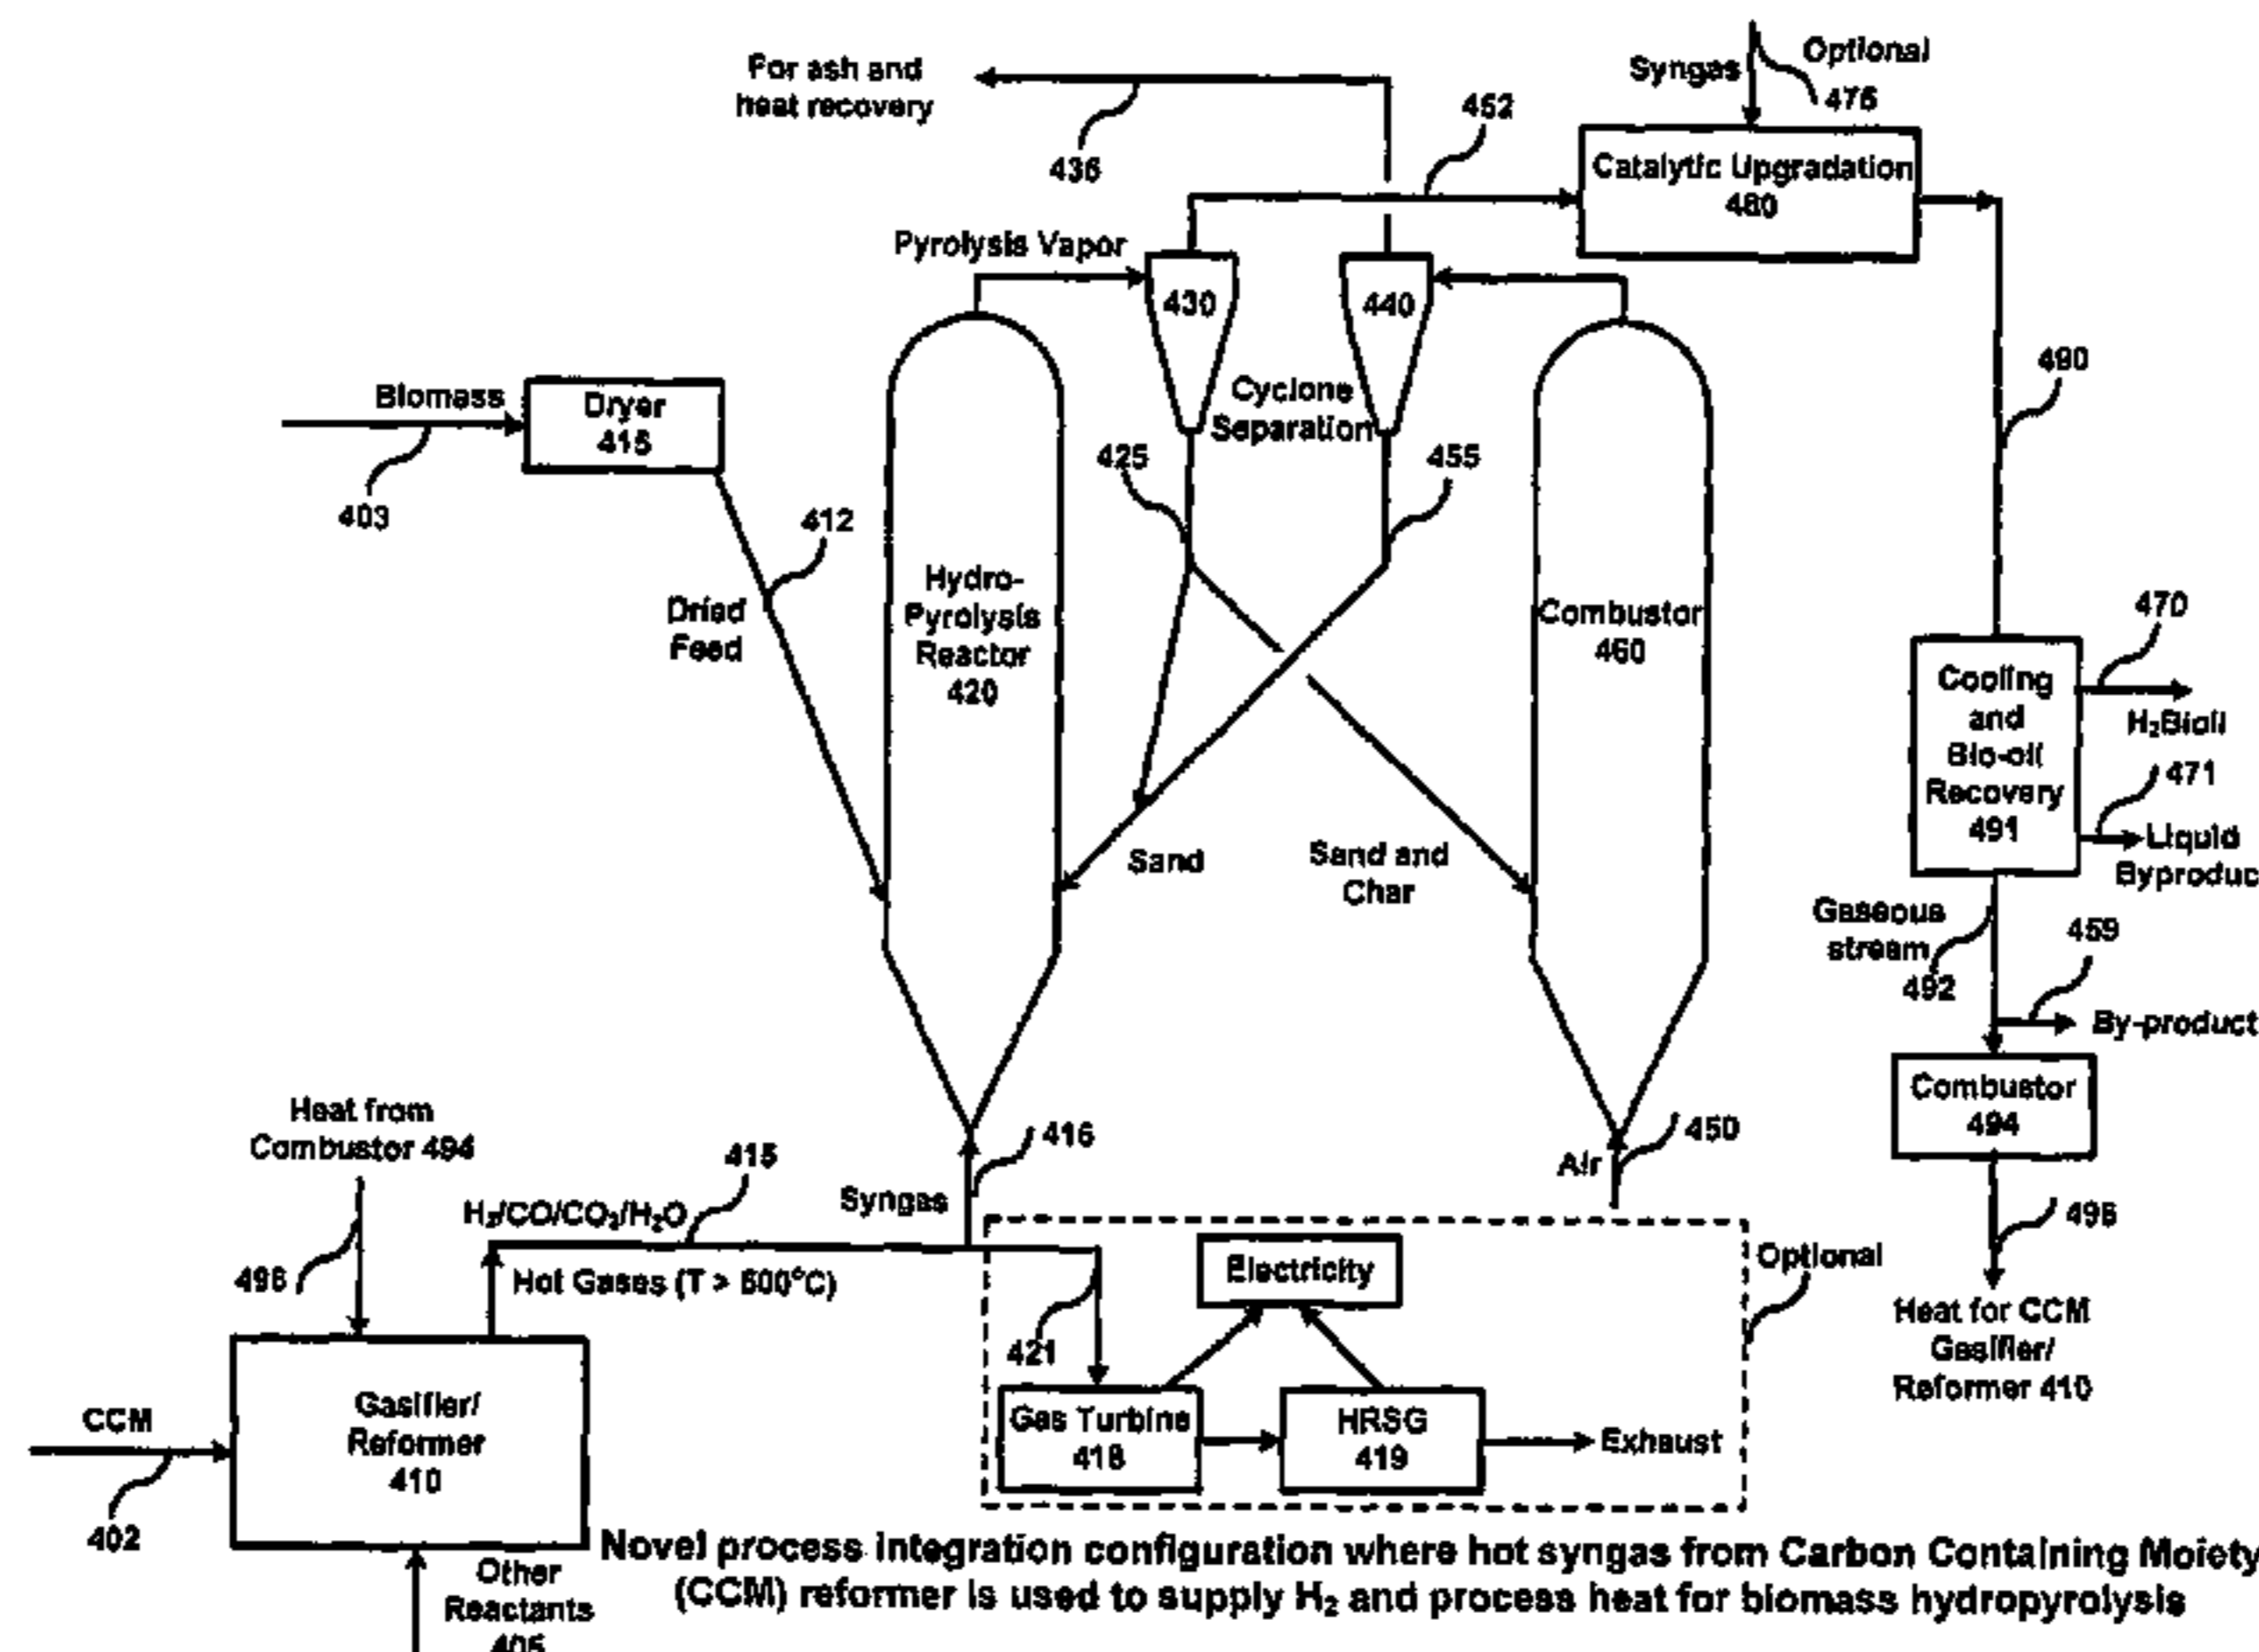 For ash and
heat recovery
436
452
Syngas
Optional
475
Catalytic Upgradation
480
Pyrolysis Vapor
430
440
Cyclone
Separation
490
Biomass
Dryer
415
403
412
425
455
Dried
Feed
Hydro-
Pyrolysis
Reactor
420
Combustor
460
470
Cooling
and
Bio-oil
Recovery
491
H₂Bioil
471
Liquid
Byproduc
Sand
Sand and
Char
Gaseous
stream
492
459
By-product
Combustor
494
Heat from
Combustor 494
416
450
Air
415
Syngas
H₂/CO/CO₂/H₂O
498
Hot Gases (T > 500°C)
498
Optional
Electricity
421
Heat for CCM
Gasifier/
Reformer 410
CCM
Gasifier/
Reformer
410
Gas Turbine
418
HRSG
419
Exhaust
402
Other
Reactants
405
Novel process integration configuration where hot syngas from Carbon Containing Moiety
(CCM) reformer is used to supply H₂ and process heat for biomass hydropyrolysis